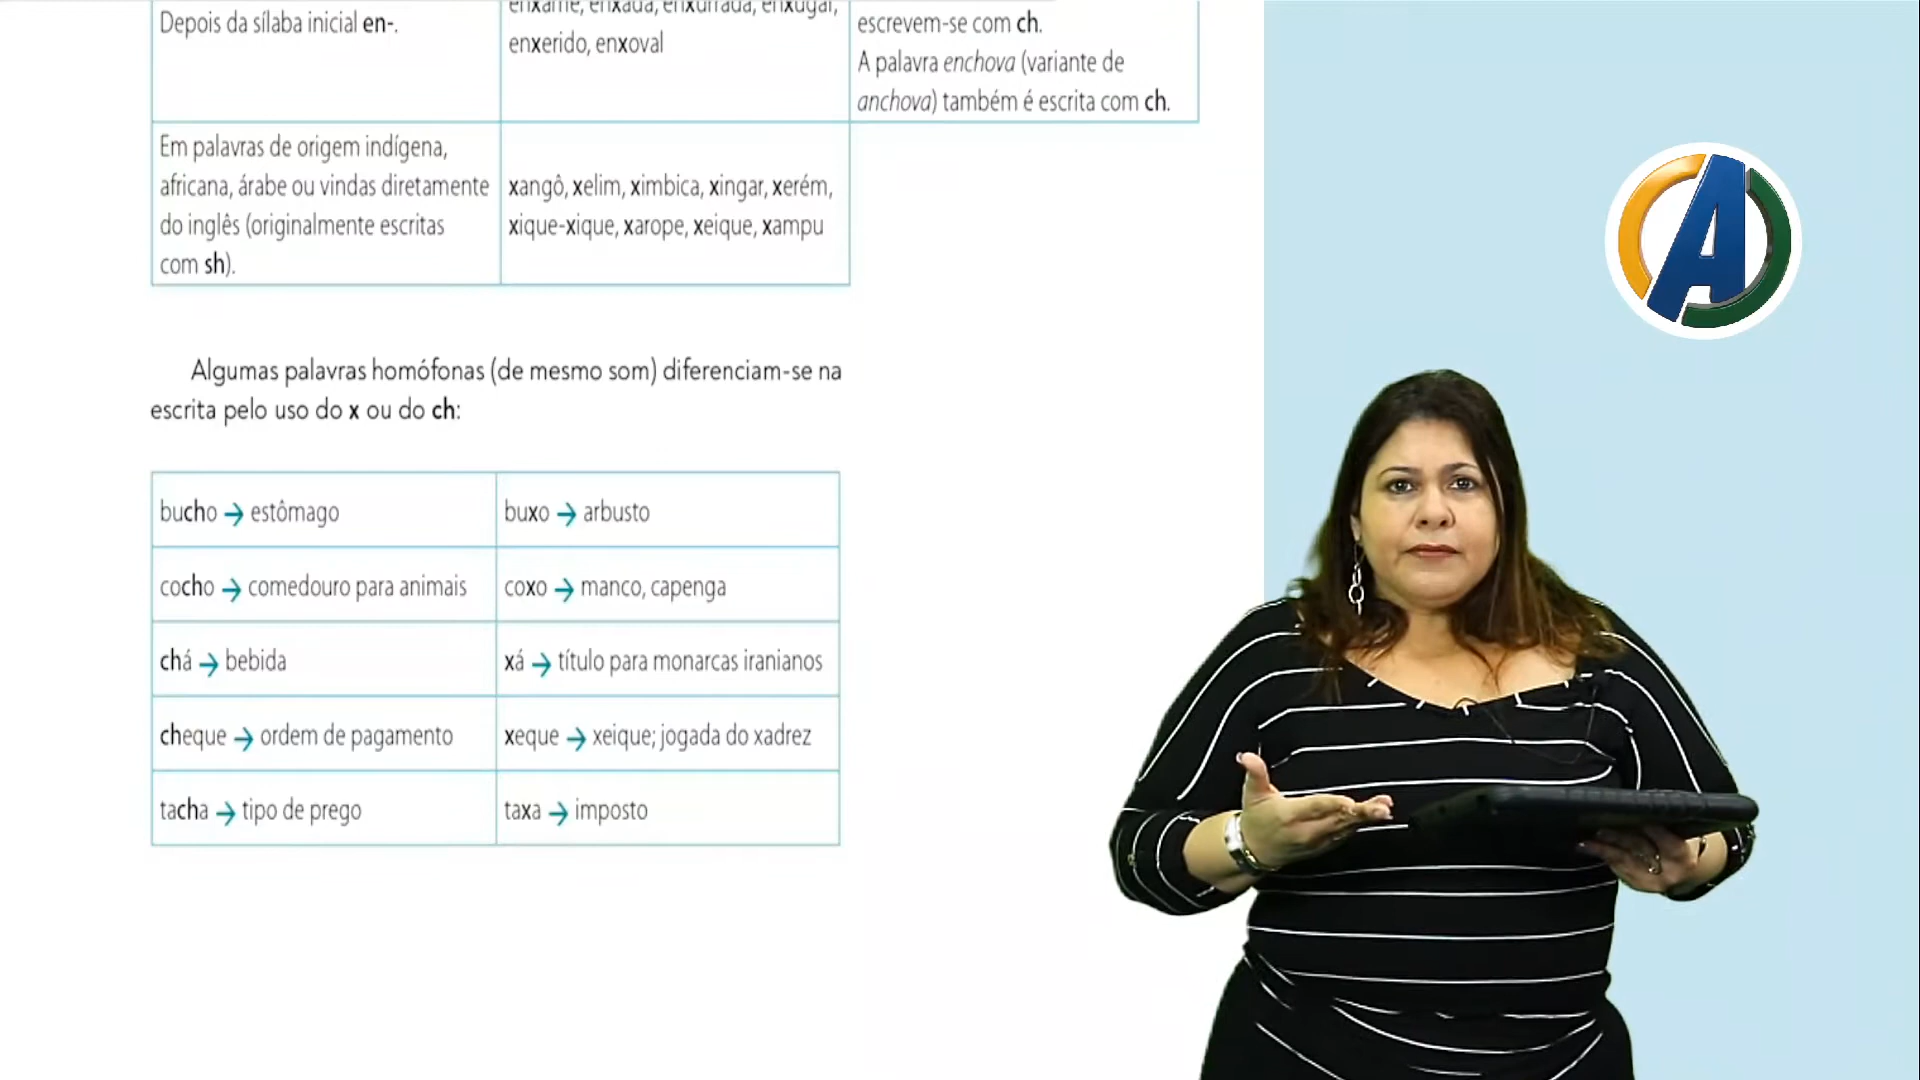 Depois da sílaba inicial en-.
enxame, enxada, enxurrada, enxugar,
enxerido, enxoval
escrevem-se com ch.
A palavra enchova (variante de
anchova) também é escrita com ch.
Em palavras de origem indígena,
africana, árabe ou vindas diretamente
do inglês (originalmente escritas
com sh).
xangô, xelim, ximbica, xingar, xerém,
xique-xique, xarope, xeique, xampu
Algumas palavras homófonas (de mesmo som) diferenciam-se na
escrita pelo uso do x ou do ch:
bucho → estômago
buxo → arbusto
cocho → comedouro para animais
coxo → manco, capenga
chá → bebida
xá → título para monarcas iranianos
cheque → ordem de pagamento
xeque → xeique; jogada do xadrez
tacha → tipo de prego
taxa → imposto
A